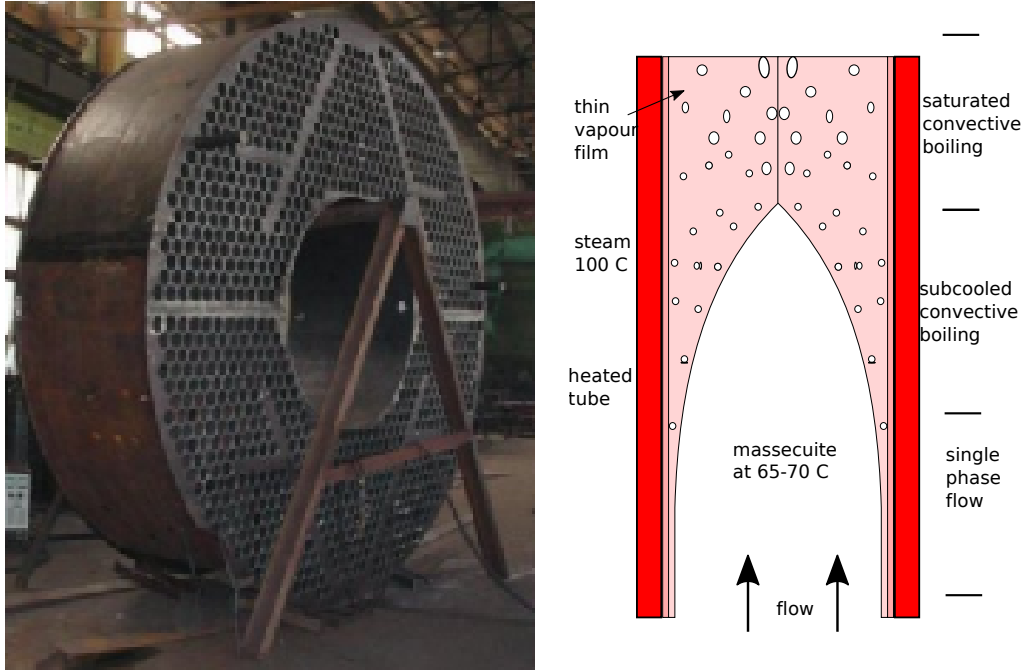 thin
vapour
film
steam
100 C
heated
tube
massecuite
at 65-70 C
flow
saturated
convective
boiling
subcooled
convective
boiling
single
phase
flow